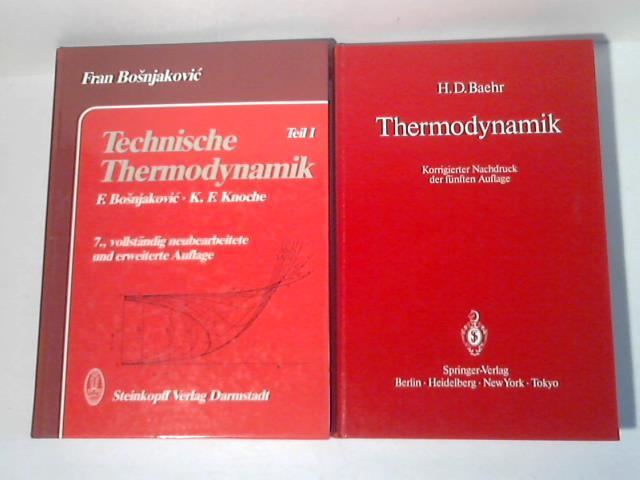 Fran Bošnjaković
Technische
Teil I
Thermodynamik
F. Bošnjaković · K. F. Knoche
7., vollständig neubearbeitete
und erweiterte Auflage
Steinkopff Verlag Darmstadt
H. D. Baehr
Thermodynamik
Korrigierter Nachdruck
der fünften Auflage
Springer-Verlag
Berlin · Heidelberg · New York · Tokyo